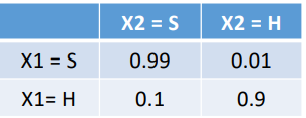 X2 = S X2 = H
X1 = S 0.99 0.01
X1= H 0.1 0.9